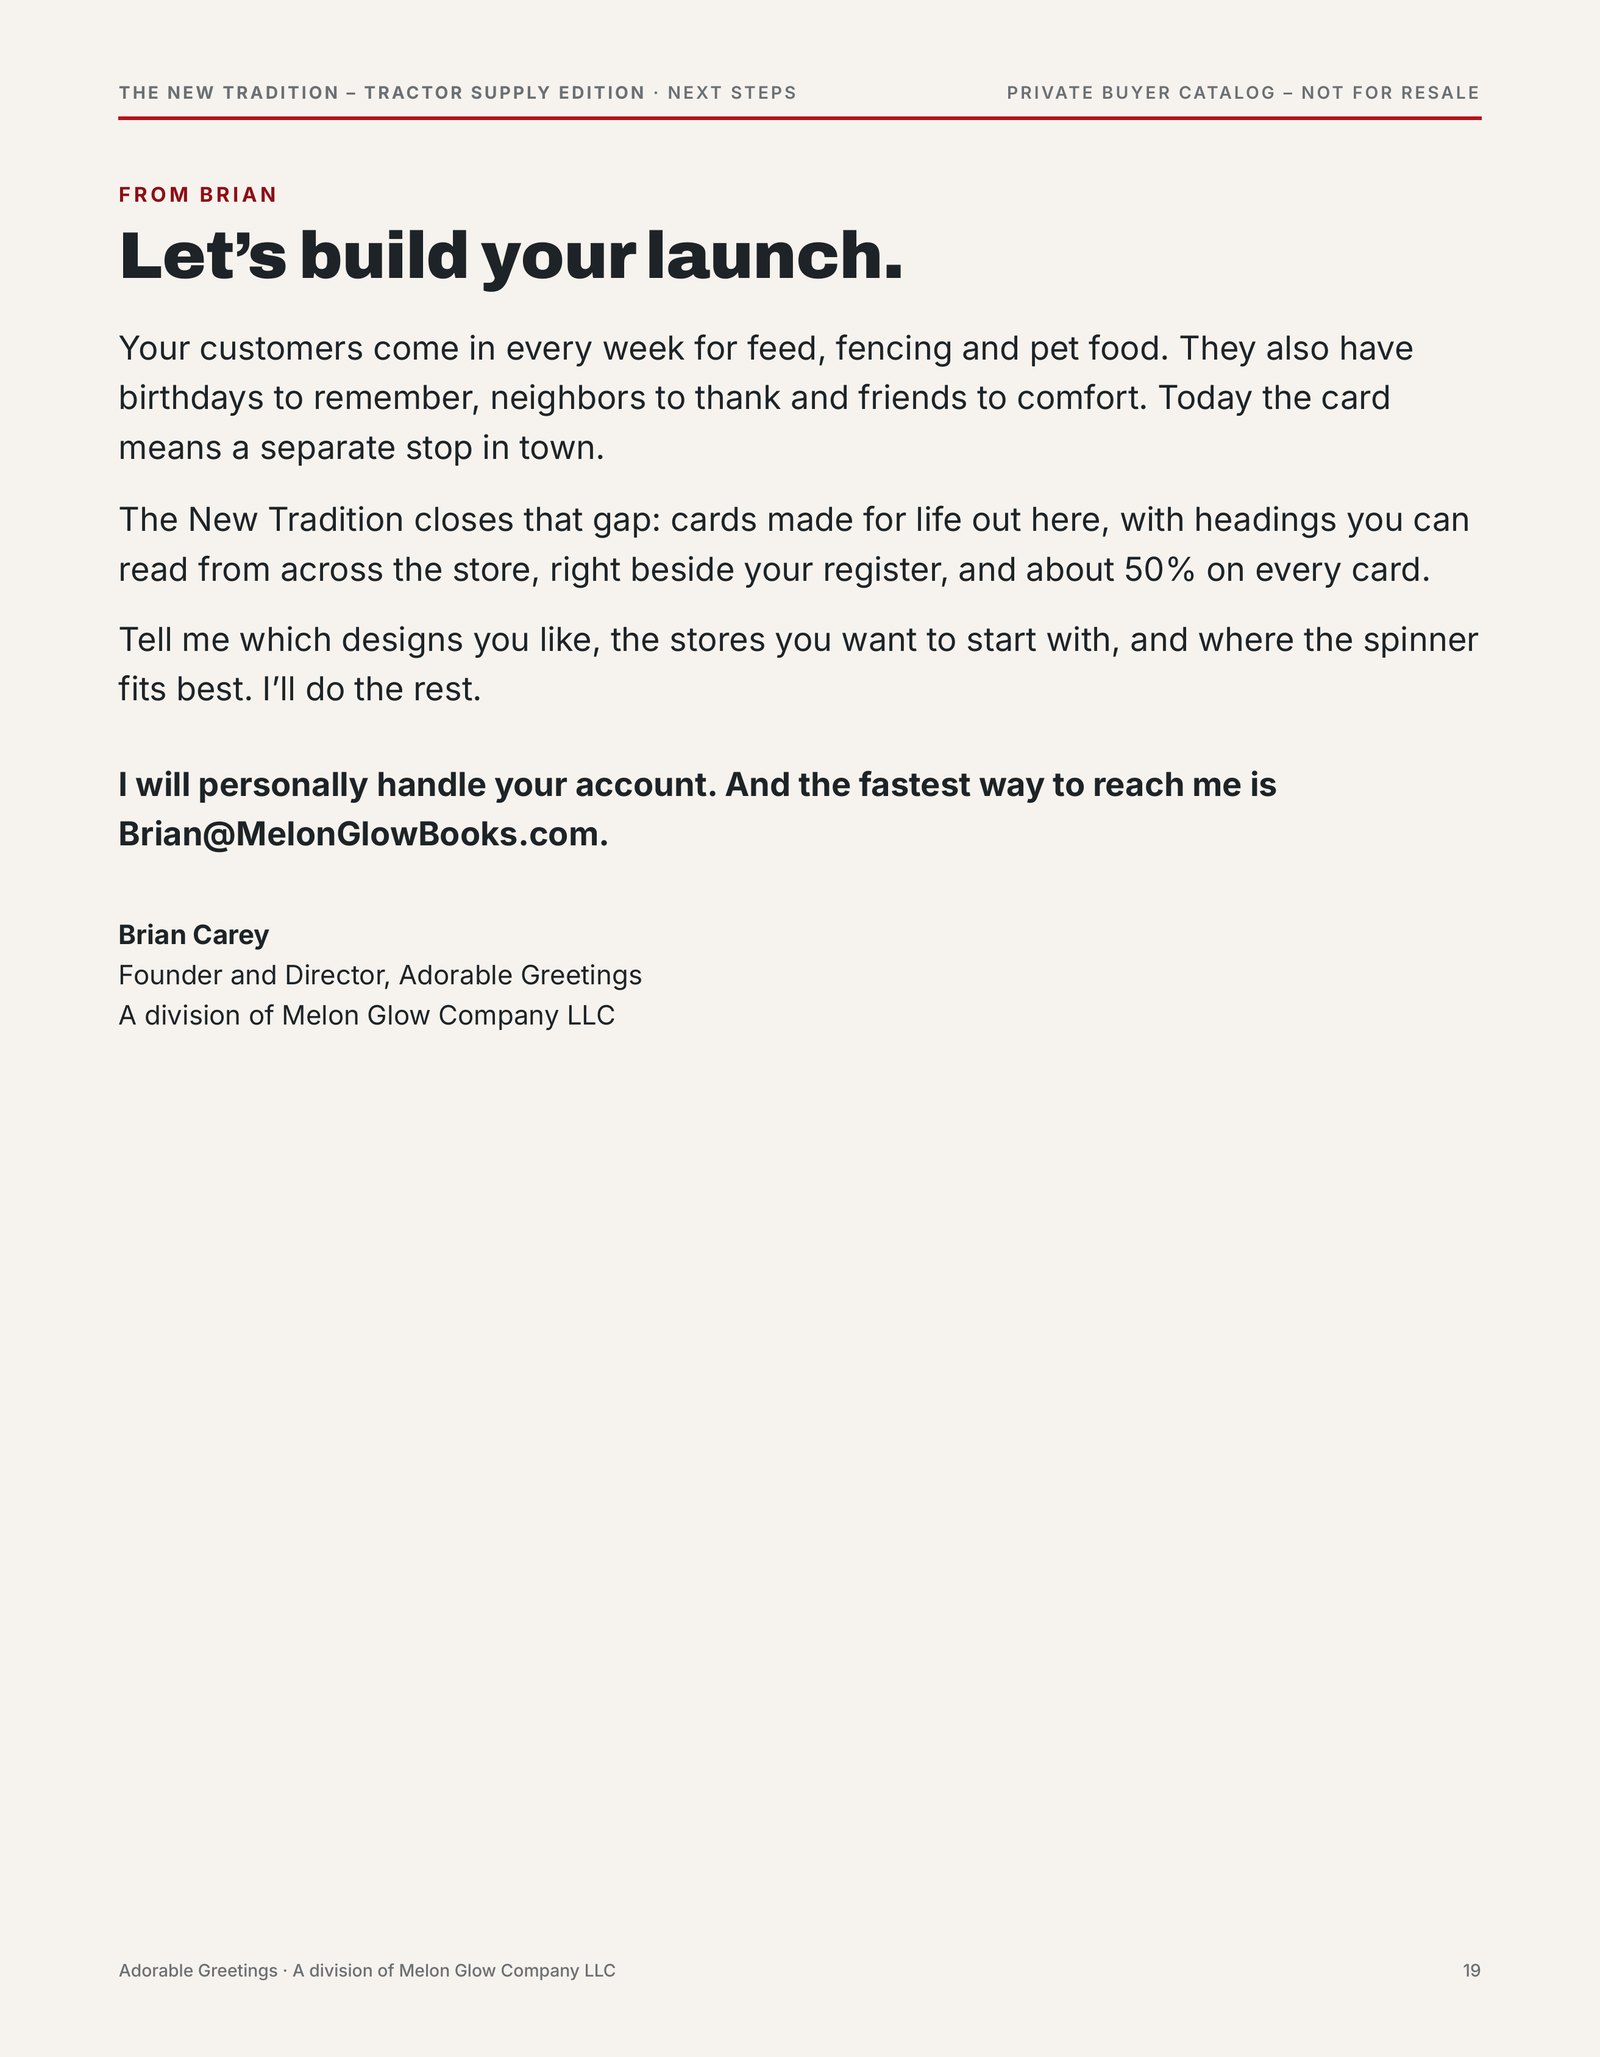 THE NEW TRADITION – TRACTOR SUPPLY EDITION · NEXT STEPS
PRIVATE BUYER CATALOG – NOT FOR RESALE
FROM BRIAN
Let’s build your launch.
Your customers come in every week for feed, fencing and pet food. They also have
birthdays to remember, neighbors to thank and friends to comfort. Today the card
means a separate stop in town.
The New Tradition closes that gap: cards made for life out here, with headings you can
read from across the store, right beside your register, and about 50% on every card.
Tell me which designs you like, the stores you want to start with, and where the spinner
fits best. I’ll do the rest.
I will personally handle your account. And the fastest way to reach me is
Brian@MelonGlowBooks.com.
Brian Carey
Founder and Director, Adorable Greetings
A division of Melon Glow Company LLC
Adorable Greetings · A division of Melon Glow Company LLC
19